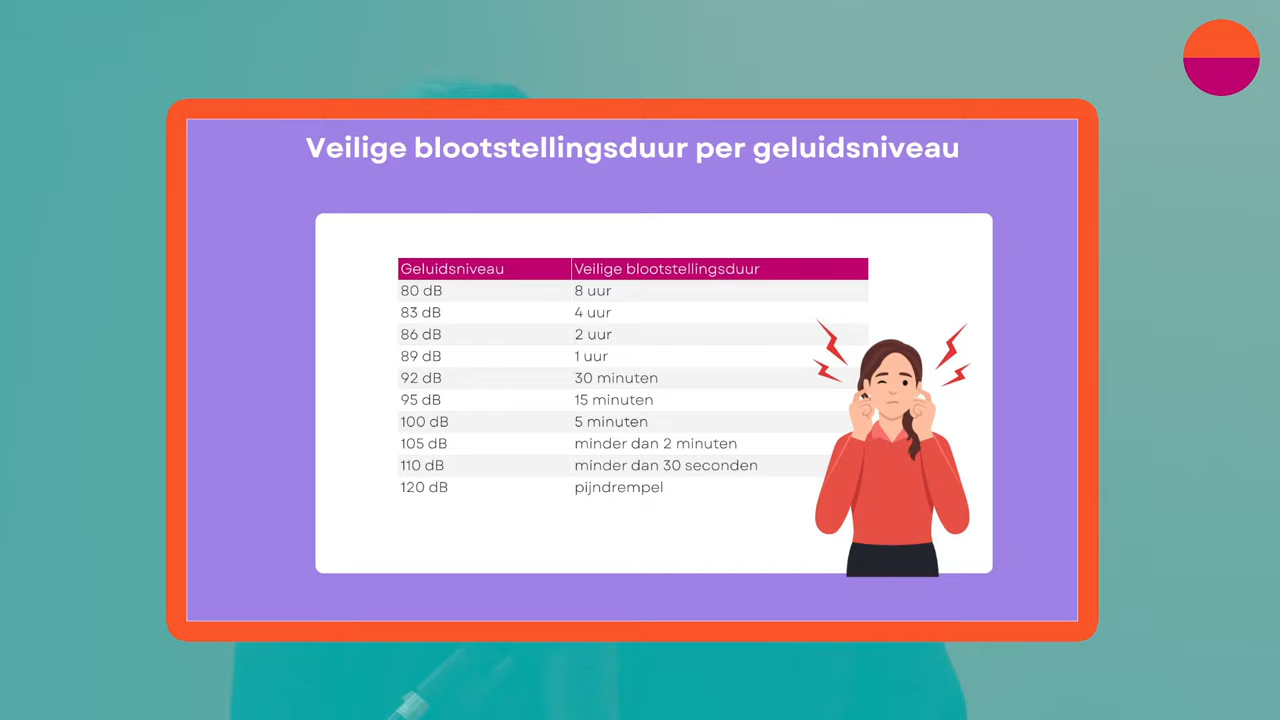 Veilige blootstellingsduur per geluidsniveau
Geluidsniveau Veilige blootstellingsduur
80 dB 8 uur
83 dB 4 uur
86 dB 2 uur
89 dB 1 uur
92 dB 30 minuten
95 dB 15 minuten
100 dB 5 minuten
105 dB minder dan 2 minuten
110 dB minder dan 30 seconden
120 dB pijndrempel